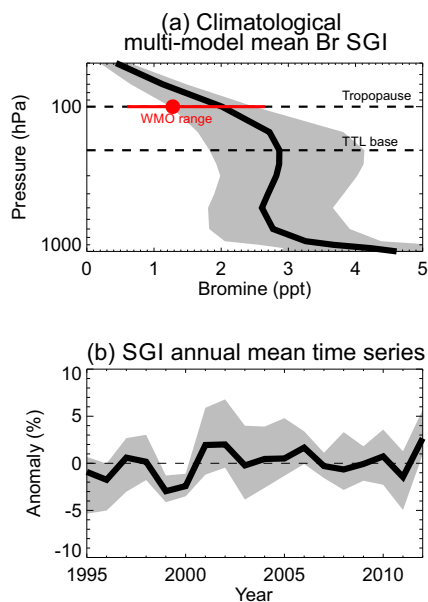 (a) Climatological
multi-model mean Br SGI
Pressure (hPa)
100
1000
Tropopause
WMO range
TTL base
0 1 2 3 4 5
Bromine (ppt)
(b) SGI annual mean time series
Anomaly (%)
10
5
0
-5
-10
1995 2000 2005 2010
Year